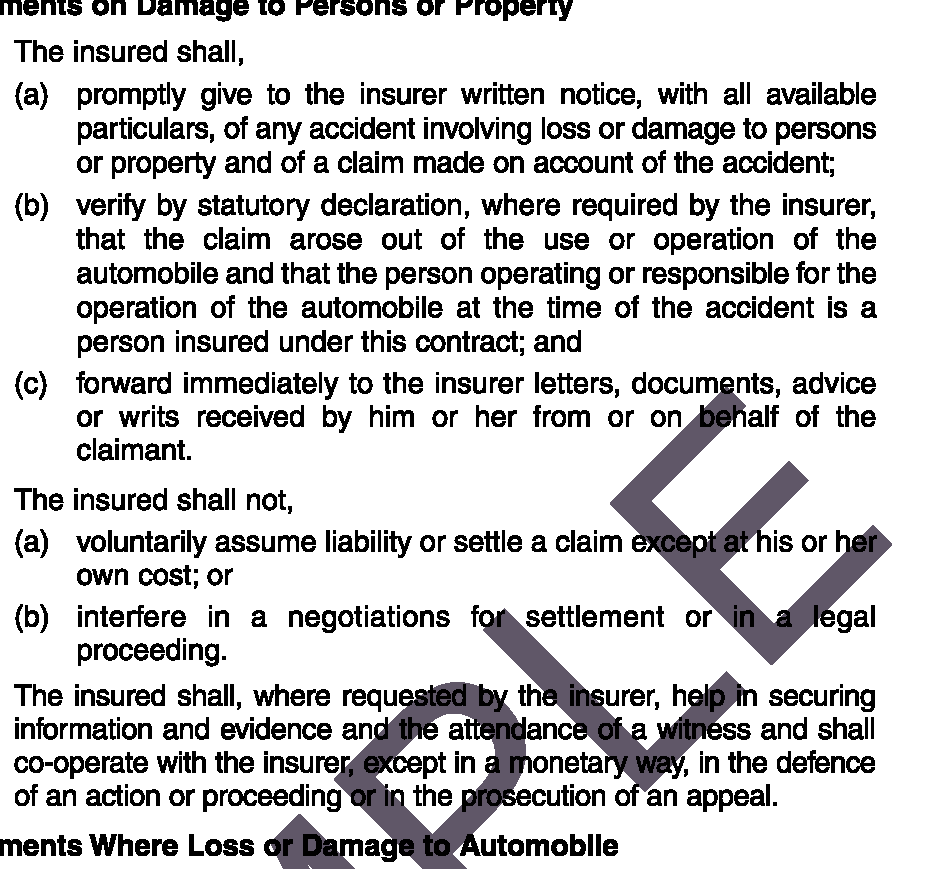 ments on Damage to Persons or Property
The insured shall,
(a) promptly give to the insurer written notice, with all available
particulars, of any accident involving loss or damage to persons
or property and of a claim made on account of the accident;
(b) verify by statutory declaration, where required by the insurer,
that the claim arose out of the use or operation of the
automobile and that the person operating or responsible for the
operation of the automobile at the time of the accident is a
person insured under this contract; and
(c) forward immediately to the insurer letters, documents, advice
or writs received by him or her from or on behalf of the
claimant.
The insured shall not,
(a) voluntarily assume liability or settle a claim except at his or her
own cost; or
(b) interfere in a negotiations for settlement or in a legal
proceeding.
The insured shall, where requested by the insurer, help in securing
information and evidence and the attendance of a witness and shall
co-operate with the insurer, except in a monetary way, in the defence
of an action or proceeding or in the prosecution of an appeal.
ments Where Loss or Damage to Automobile
MPLE